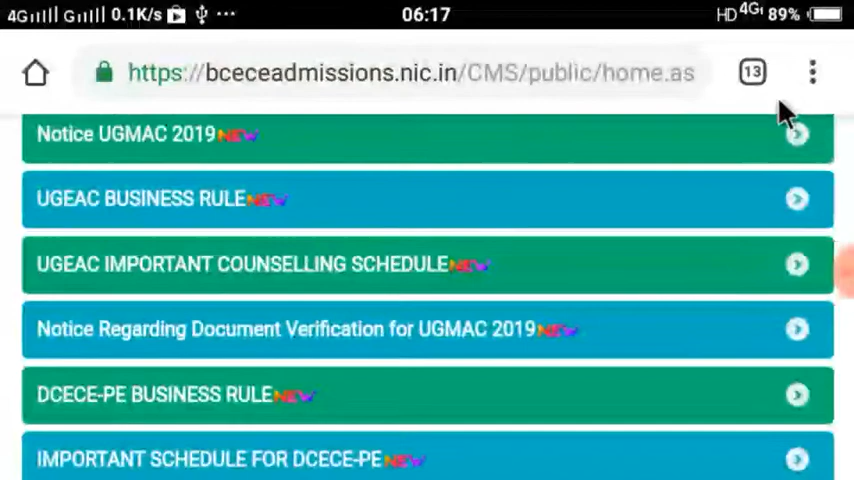 4G 0.1K/s 06:17 HD 4G 89%
https://bceceadmissions.nic.in/CMS/public/home.as 13
Notice UGMAC 2019 NEW
UGEAC BUSINESS RULE NEW
UGEAC IMPORTANT COUNSELLING SCHEDULE NEW
Notice Regarding Document Verification for UGMAC 2019 NEW
DCECE-PE BUSINESS RULE NEW
IMPORTANT SCHEDULE FOR DCECE-PE NEW